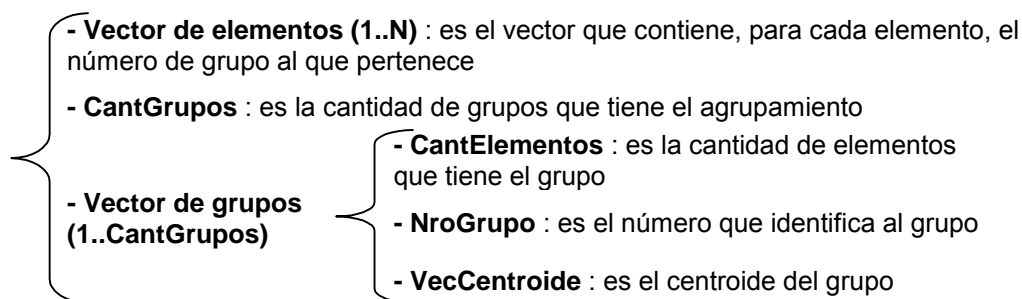 - Vector de elementos (1..N) : es el vector que contiene, para cada elemento, el
número de grupo al que pertenece
- CantGrupos : es la cantidad de grupos que tiene el agrupamiento
- Vector de grupos
(1..CantGrupos)
- CantElementos : es la cantidad de elementos
que tiene el grupo
- NroGrupo : es el número que identifica al grupo
- VecCentroide : es el centroide del grupo